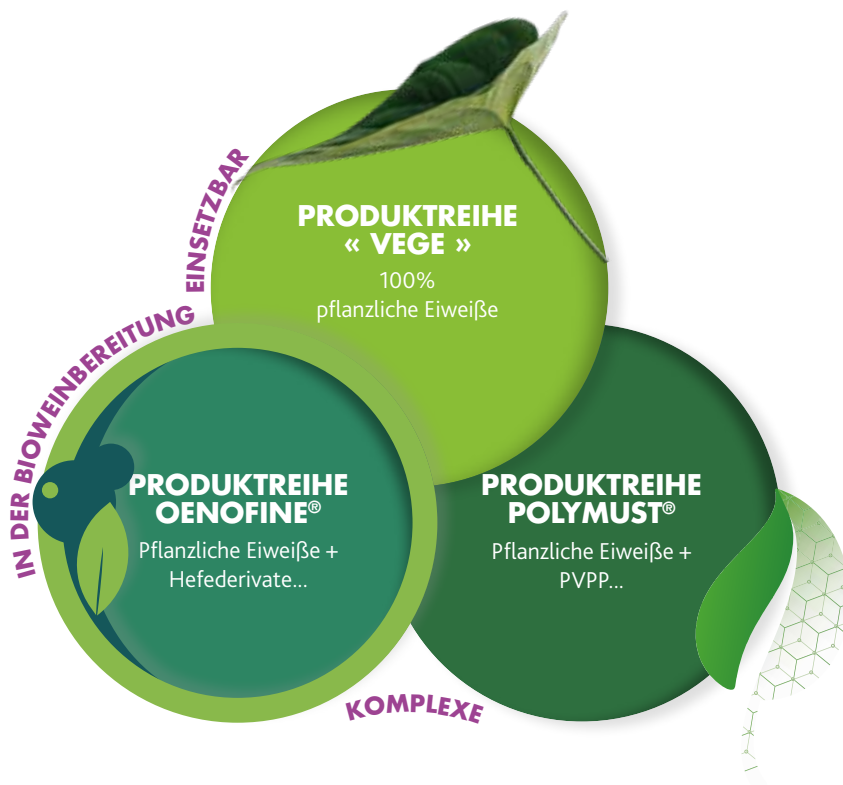 EINSETZBAR
IN DER BIOWEINBEREITUNG
PRODUKTREIHE
« VEGE »
100%
pflanzliche Eiweiße
PRODUKTREIHE
OENOFINE®
Pflanzliche Eiweiße +
Hefederivate...
PRODUKTREIHE
POLYMUST®
Pflanzliche Eiweiße +
PVPP...
KOMPLEXE